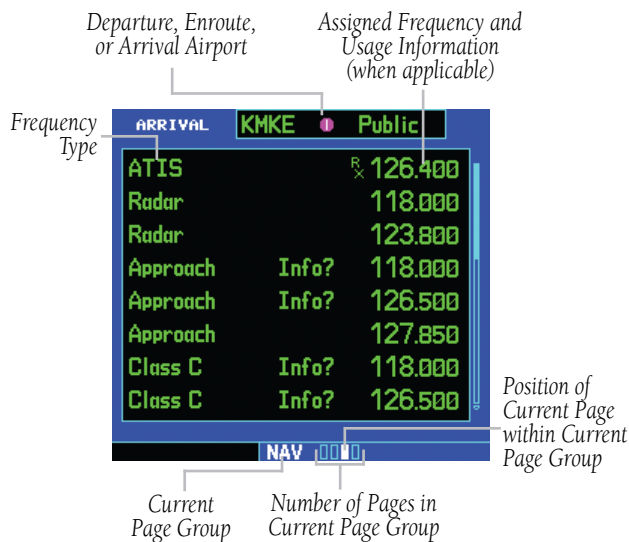 Departure, Enroute,
or Arrival Airport
Assigned Frequency and
Usage Information
(when applicable)
Frequency
Type
ARRIVAL KMKE Public
ATIS Rx 126.400
Radar 118.000
Radar 123.800
Approach Info? 118.000
Approach Info? 126.500
Approach 127.850
Class C Info? 118.000
Class C Info? 126.500
Position of
Current Page
within Current
Page Group
NAV
Current
Page Group
Number of Pages in
Current Page Group